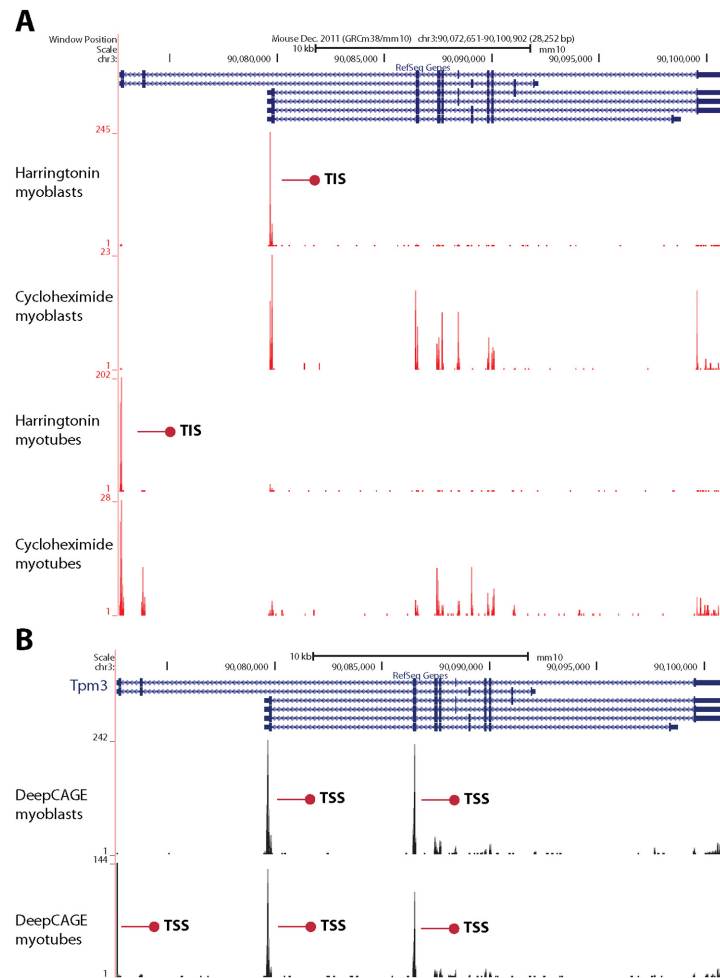 A
Window Position Mouse Dec. 2011 (GRCm38/mm10) chr3:90,072,651-90,100,902 (28,252 bp)
Scale 10 kb mm10
chr3: 90,080,000 90,085,000 90,090,000 90,095,000 90,100,000
RefSeq Genes
245
Harringtonin
myoblasts
TIS
1
23
Cycloheximide
myoblasts
1
202
Harringtonin
myotubes
TIS
1
28
Cycloheximide
myotubes
1
B
Scale 10 kb mm10
chr3: 90,080,000 90,085,000 90,090,000 90,095,000 90,100,000
RefSeq Genes
Tpm3
242
DeepCAGE
myoblasts
TSS TSS
1
144
DeepCAGE
myotubes
TSS TSS TSS
1